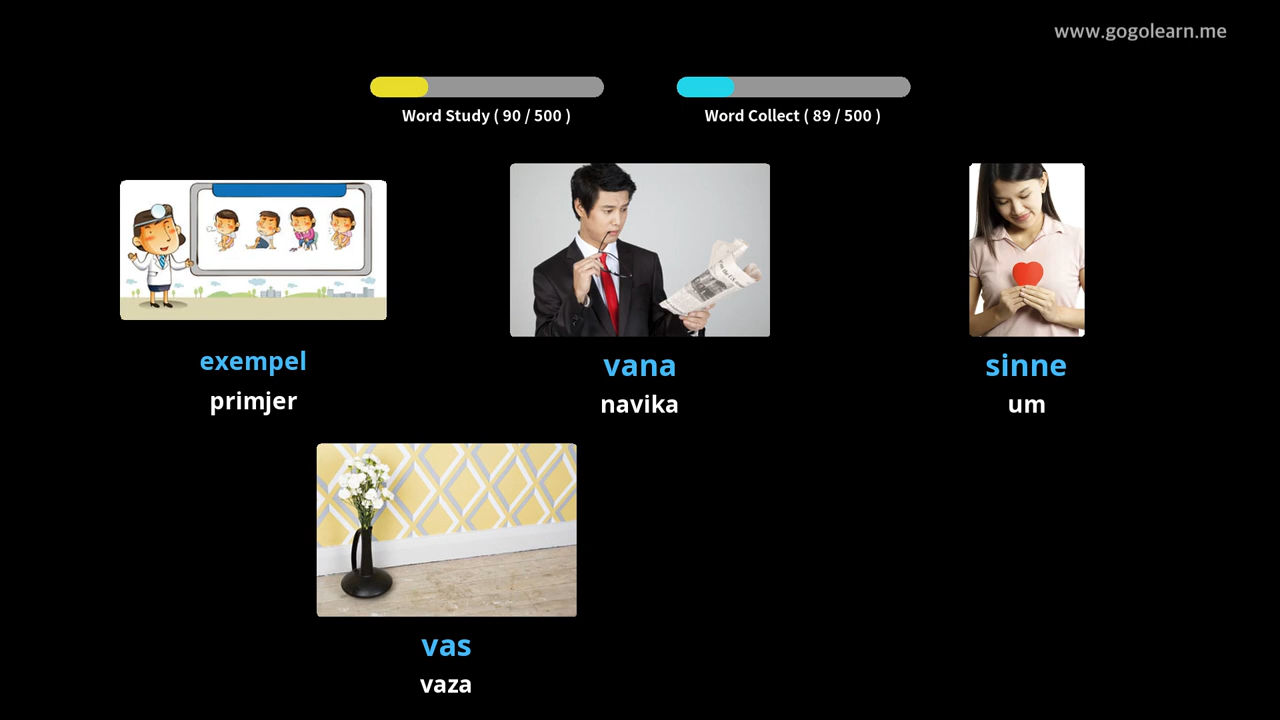 www.gogolearn.me
Word Study ( 90 / 500 )
Word Collect ( 89 / 500 )
exempel
primjer
vana
navika
sinne
um
vas
vaza